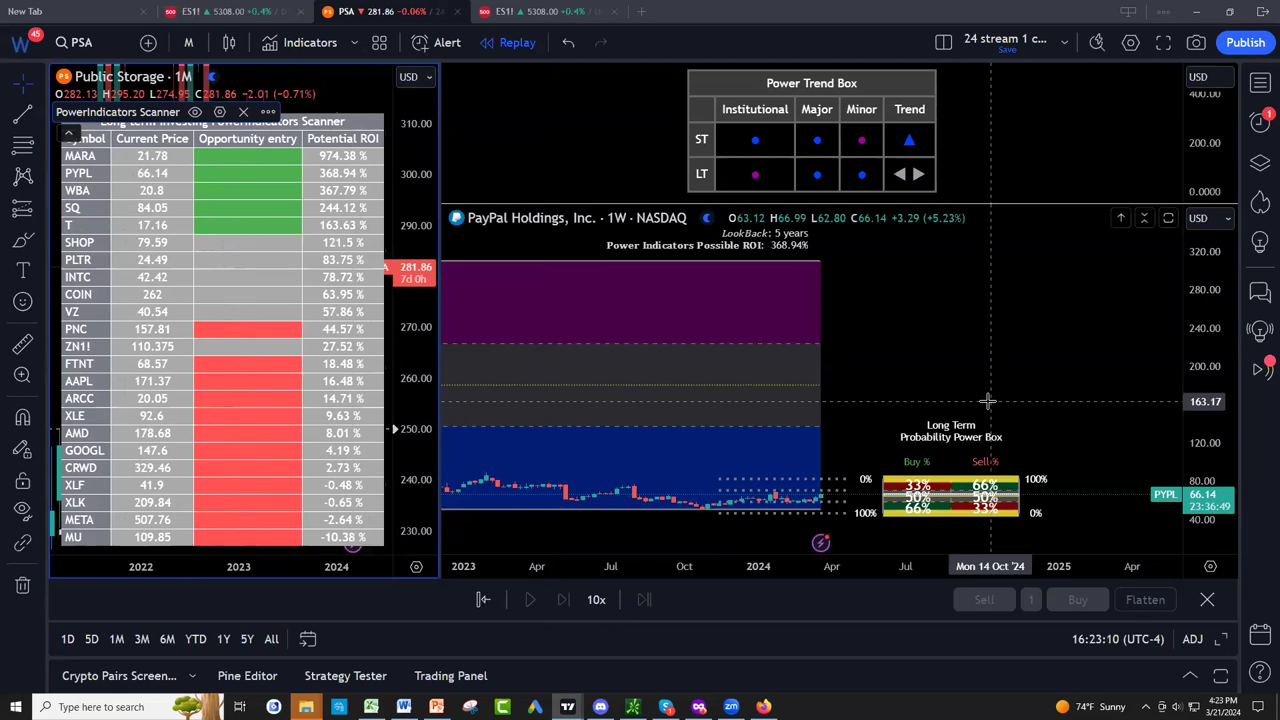 New Tab
ES1! ▲ 5308.00 +0.4%
PSA ▼ 281.86 −0.06% / 24
ES1! ▲ 5308.00 +0.4%
45
PSA
M
Indicators
Alert
Replay
24 stream 1 c...
Save
Publish
Public Storage · 1M
O282.13 H295.20 L274.95 C281.86 −2.01 (−0.71%)
PowerIndicators Scanner
USD
Long term Investing PowerIndicators Scanner
Symbol Current Price Opportunity entry Potential ROI
MARA 21.78 974.38 %
PYPL 66.14 368.94 %
WBA 20.8 367.79 %
SQ 84.05 244.12 %
T 17.16 163.63 %
SHOP 79.59 121.5 %
PLTR 24.49 83.75 %
INTC 42.42 78.72 %
COIN 262 63.95 %
VZ 40.54 57.86 %
PNC 157.81 44.57 %
ZN1! 110.375 27.52 %
FTNT 68.57 18.48 %
AAPL 171.37 16.48 %
ARCC 20.05 14.71 %
XLE 92.6 9.63 %
AMD 178.68 8.01 %
GOOGL 147.6 4.19 %
CRWD 329.46 2.73 %
XLF 41.9 -0.48 %
XLK 209.84 -0.65 %
META 507.76 -2.64 %
MU 109.85 -10.38 %
310.00
300.00
290.00
281.86
7d 0h
270.00
260.00
250.00
240.00
230.00
2022 2023 2024
Power Trend Box
Institutional Major Minor Trend
ST
LT
USD
400.00
200.00
0.0000
PayPal Holdings, Inc. · 1W · NASDAQ
O63.12 H66.99 L62.80 C66.14 +3.29 (+5.23%)
LookBack: 5 years
Power Indicators Possible ROI: 368.94%
USD
320.00
280.00
240.00
200.00
163.17
120.00
80.00
PYPL 66.14
23:36:49
40.00
Long Term
Probability Power Box
Buy % Sell %
0% 33% 66% 100%
50% 50%
100% 66% 33% 0%
2023 Apr Jul Oct 2024 Apr Jul Mon 14 Oct '24 2025 Apr
10x
Sell 1 Buy Flatten
1D 5D 1M 3M 6M YTD 1Y 5Y All
16:23:10 (UTC-4) ADJ
Crypto Pairs Screen... Pine Editor Strategy Tester Trading Panel
Type here to search
74°F Sunny
4:23 PM
3/21/2024
1